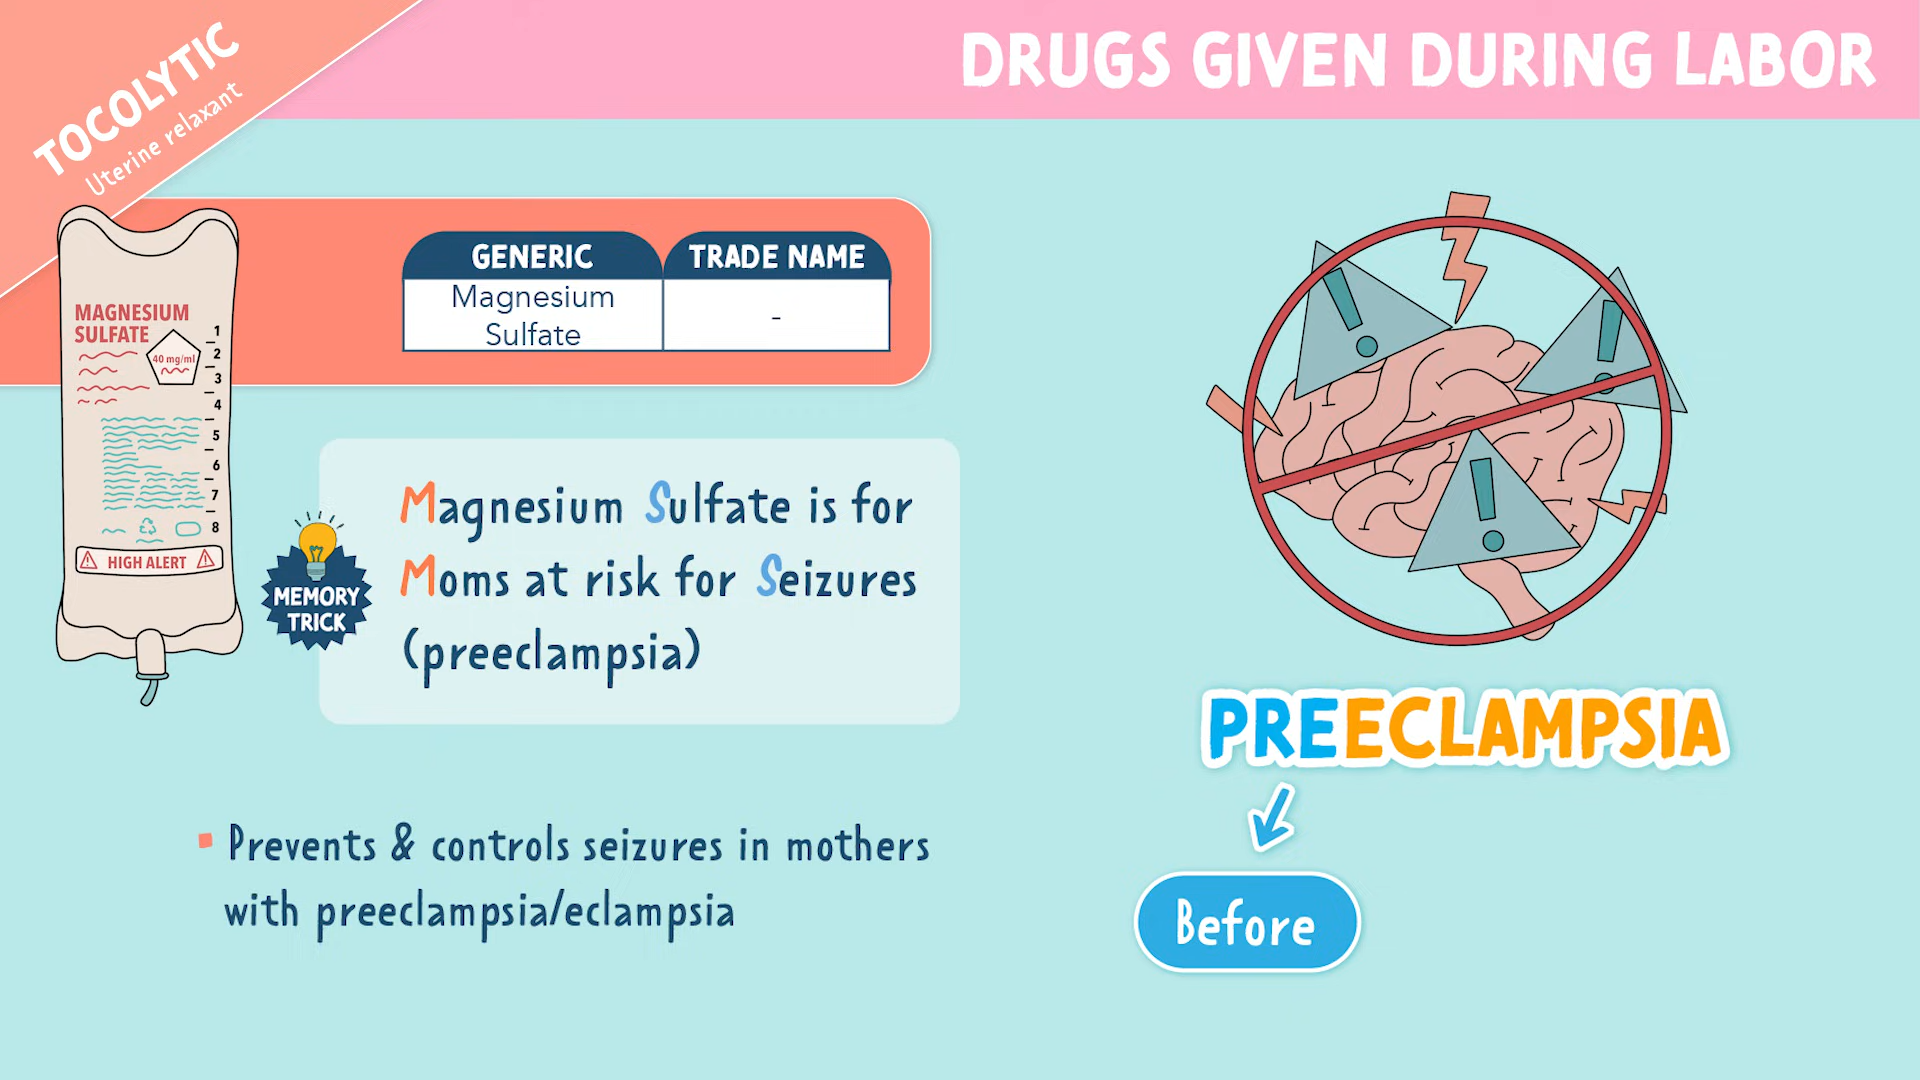 TOCOLYTIC
Uterine relaxant
DRUGS GIVEN DURING LABOR
GENERIC
TRADE NAME
Magnesium
Sulfate
-
MAGNESIUM
SULFATE
40 mg/ml
1
2
3
4
5
6
7
8
HIGH ALERT
MEMORY
TRICK
Magnesium Sulfate is for
Moms at risk for Seizures
(preeclampsia)
▪ Prevents & controls seizures in mothers
with preeclampsia/eclampsia
PREECLAMPSIA
Before